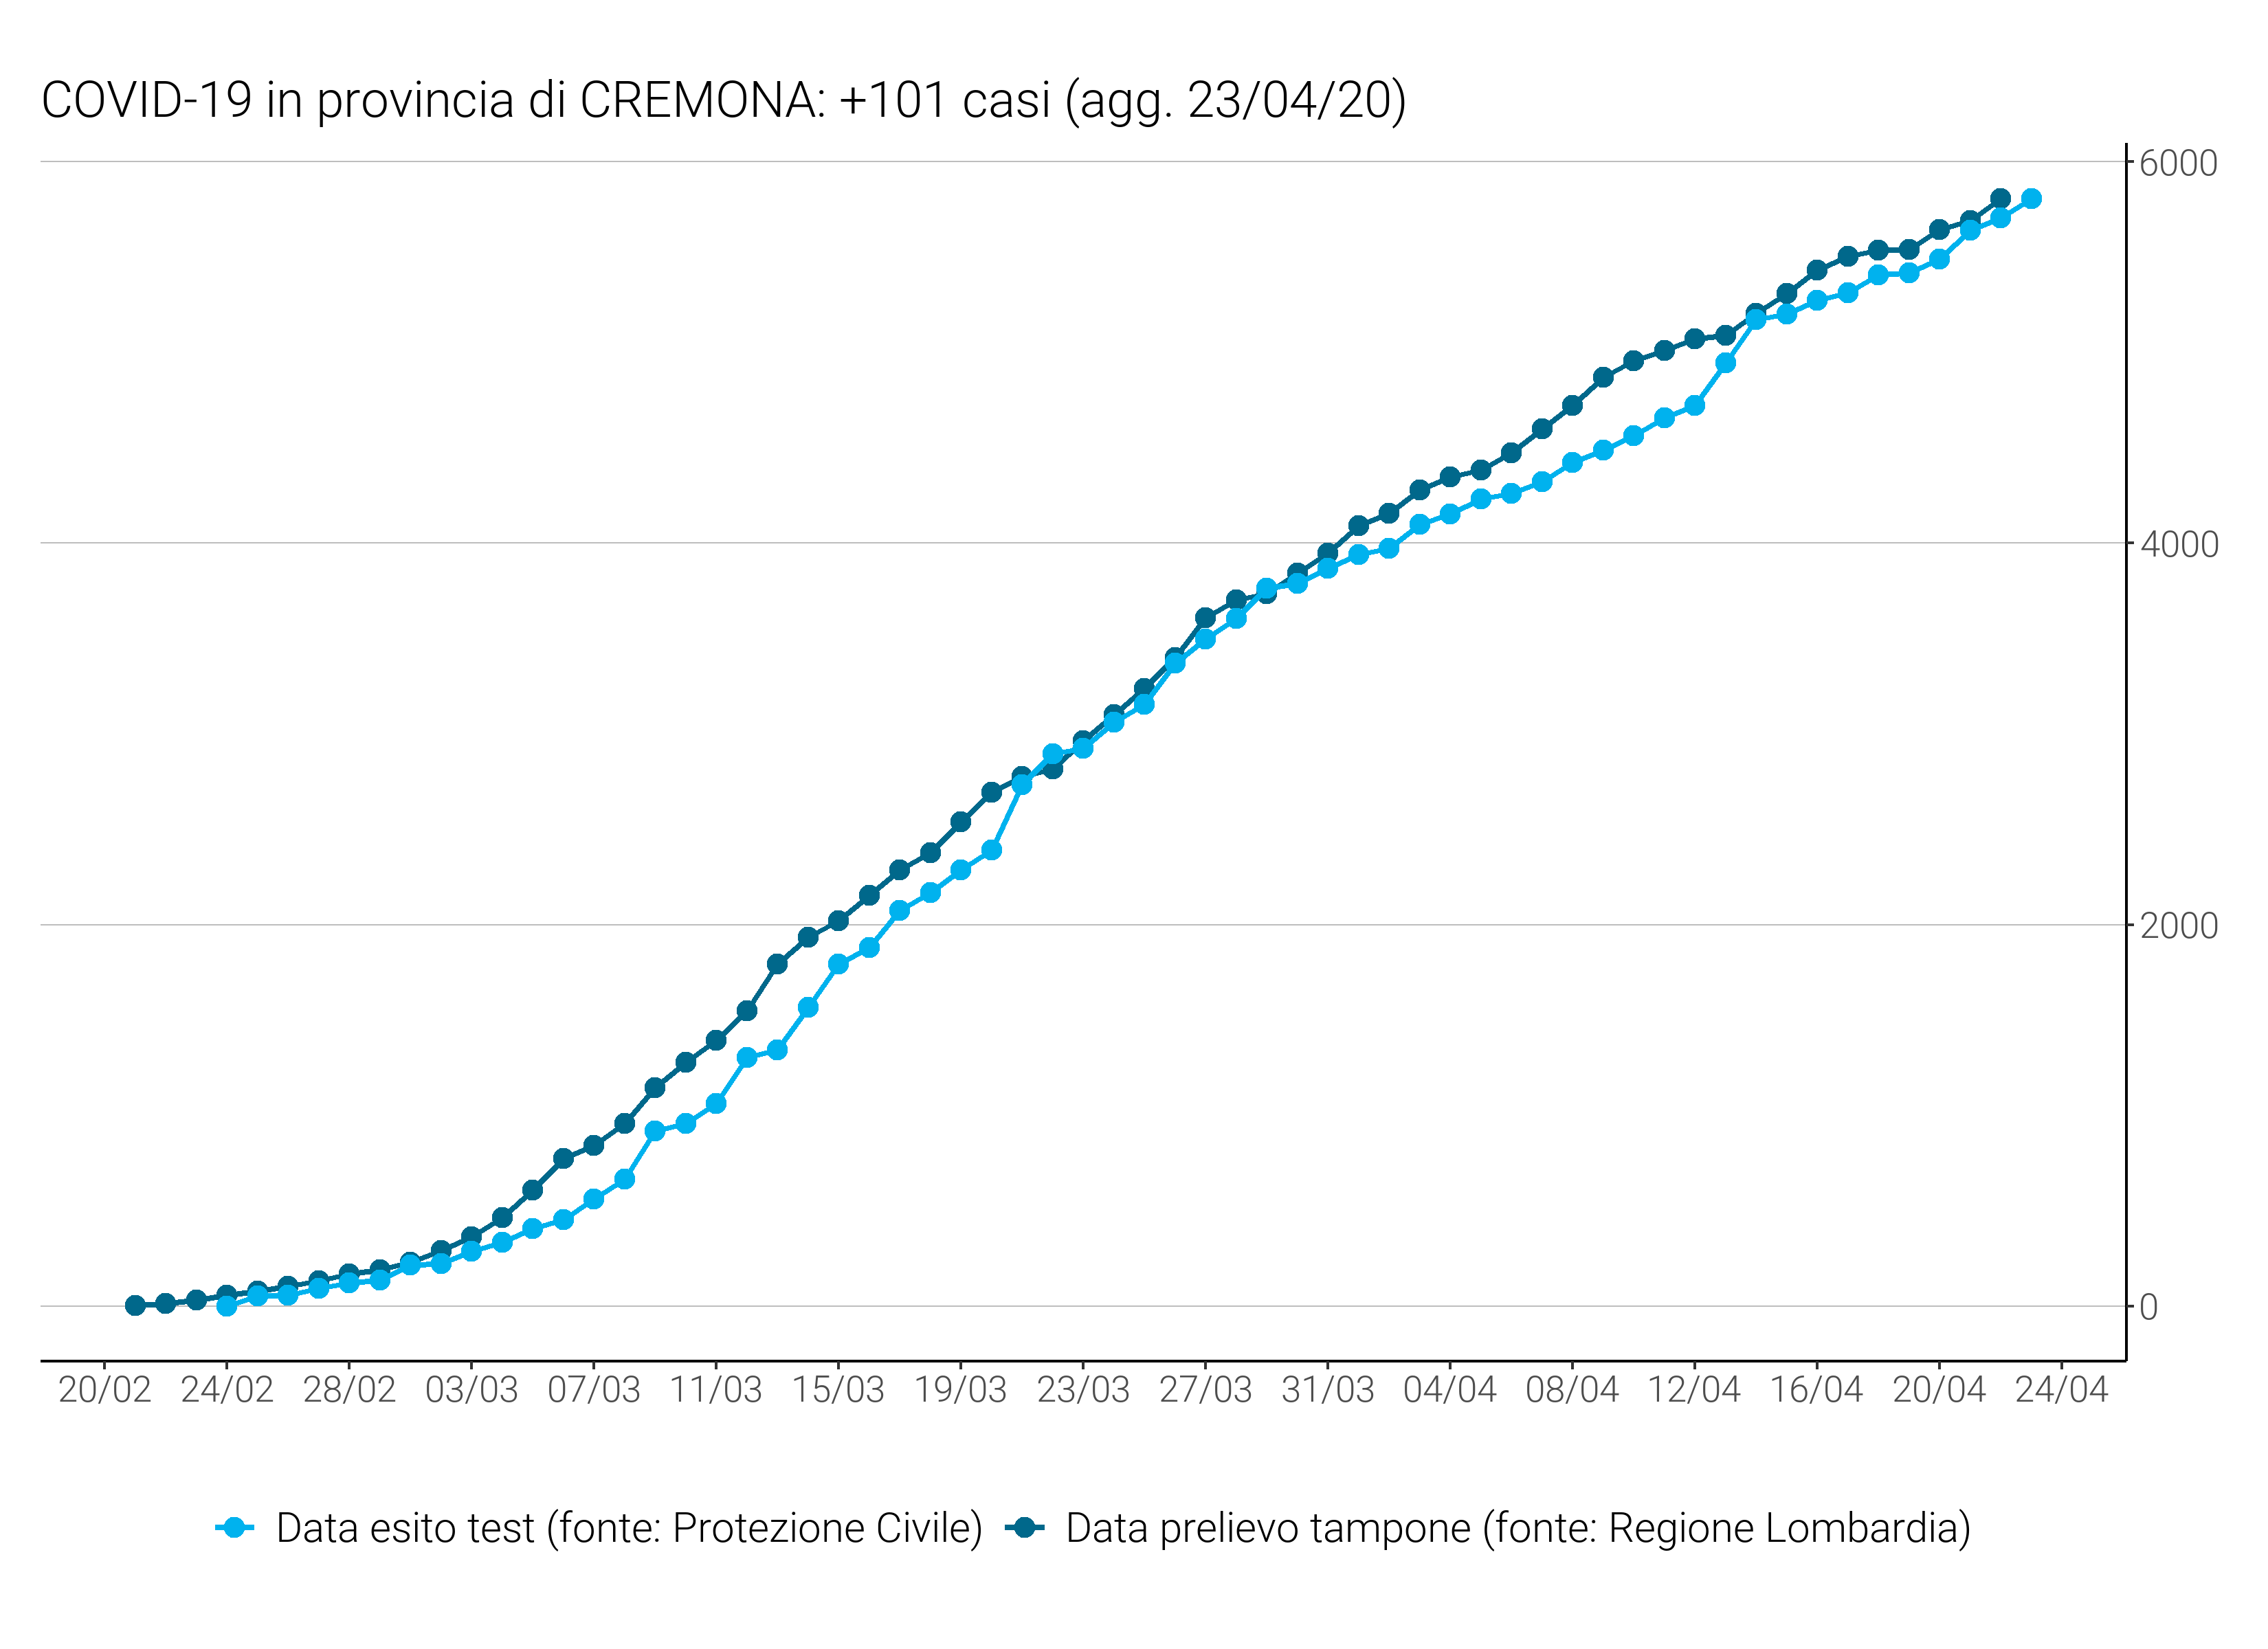 COVID-19 in provincia di CREMONA: +101 casi (agg. 23/04/20)
6000
4000
2000
0
20/02 24/02 28/02 03/03 07/03 11/03 15/03 19/03 23/03 27/03 31/03 04/04 08/04 12/04 16/04 20/04 24/04
Data esito test (fonte: Protezione Civile) Data prelievo tampone (fonte: Regione Lombardia)